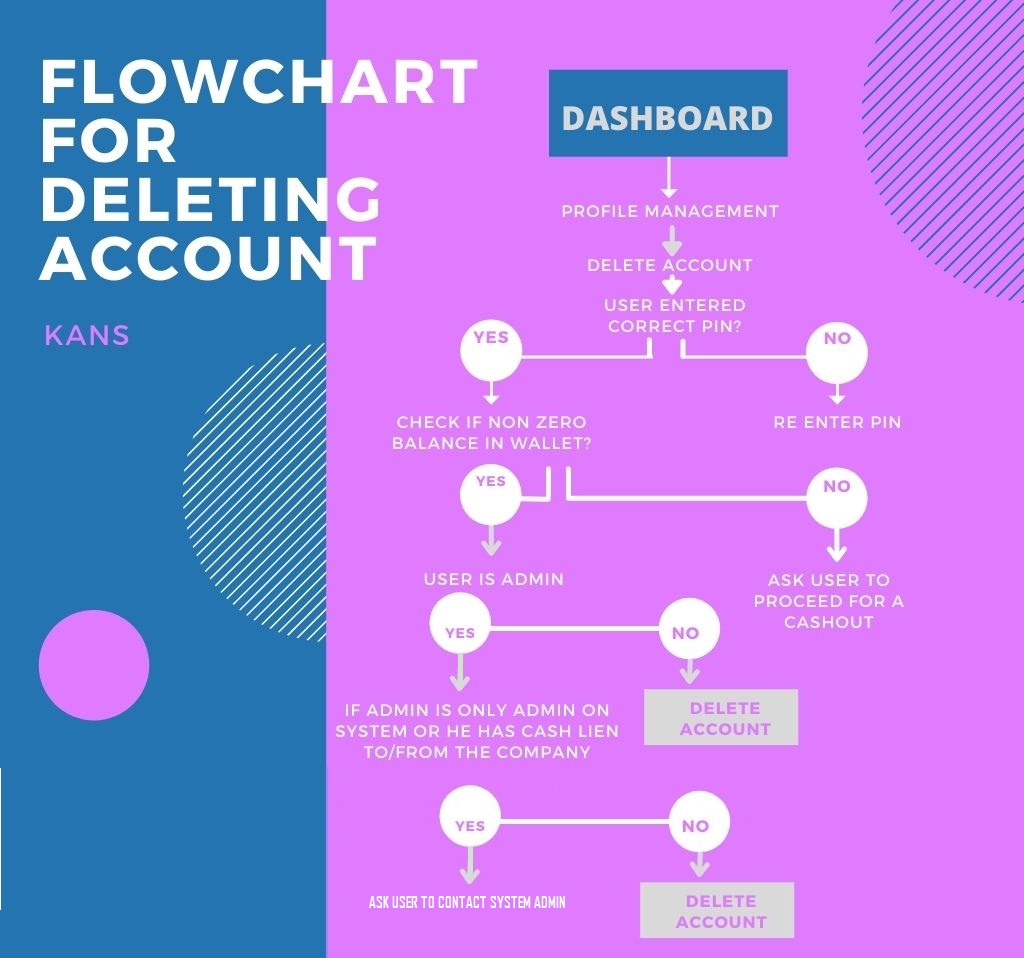 FLOWCHART
FOR
DELETING
ACCOUNT
KANS
DASHBOARD
PROFILE MANAGEMENT
DELETE ACCOUNT
USER ENTERED
CORRECT PIN?
YES
NO
CHECK IF NON ZERO
BALANCE IN WALLET?
RE ENTER PIN
YES
NO
USER IS ADMIN
ASK USER TO
PROCEED FOR A
CASHOUT
YES
NO
IF ADMIN IS ONLY ADMIN ON
SYSTEM OR HE HAS CASH LIEN
TO/FROM THE COMPANY
DELETE
ACCOUNT
YES
NO
ASK USER TO CONTACT SYSTEM ADMIN
DELETE
ACCOUNT